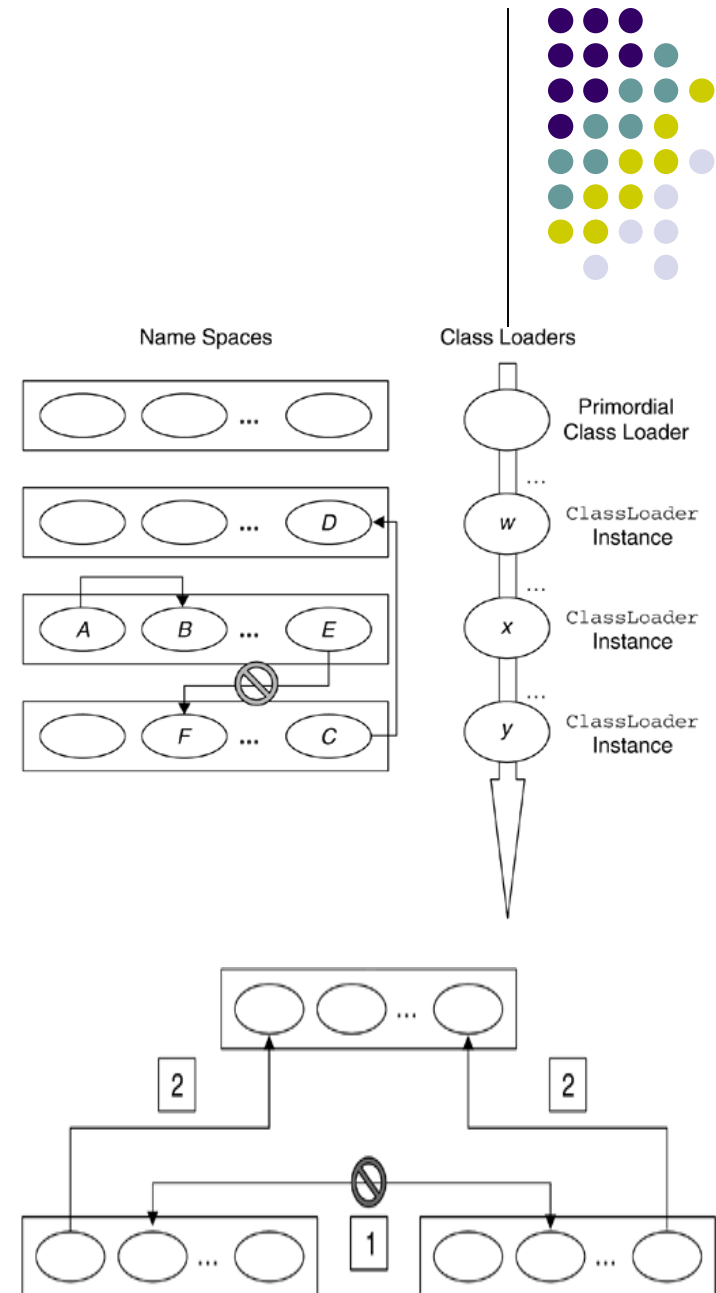 Name Spaces Class Loaders
...
Primordial
Class Loader
...
... D
w
ClassLoader
Instance
...
A B ... E
x
ClassLoader
Instance
...
F ... C
y
ClassLoader
Instance
...
2 2
1
... ...